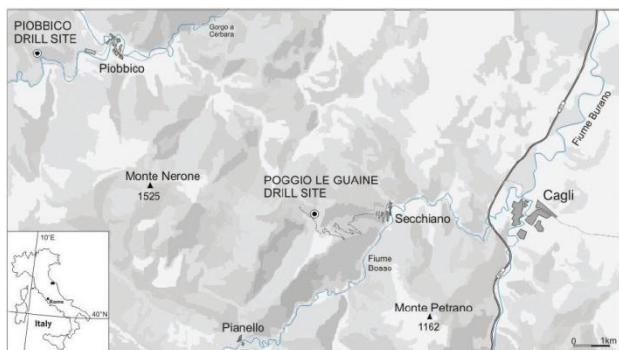 PIOBBICO
DRILL SITE
Gorgo a
Cerbara
Piobbico
Fiume Burano
Monte Nerone
1525
POGGIO LE GUAINE
DRILL SITE
Secchiano
Cagli
Fiume
Bosso
Monte Petrano
1162
Pianello
10°E
Rome
40°N
Italy
0 1km